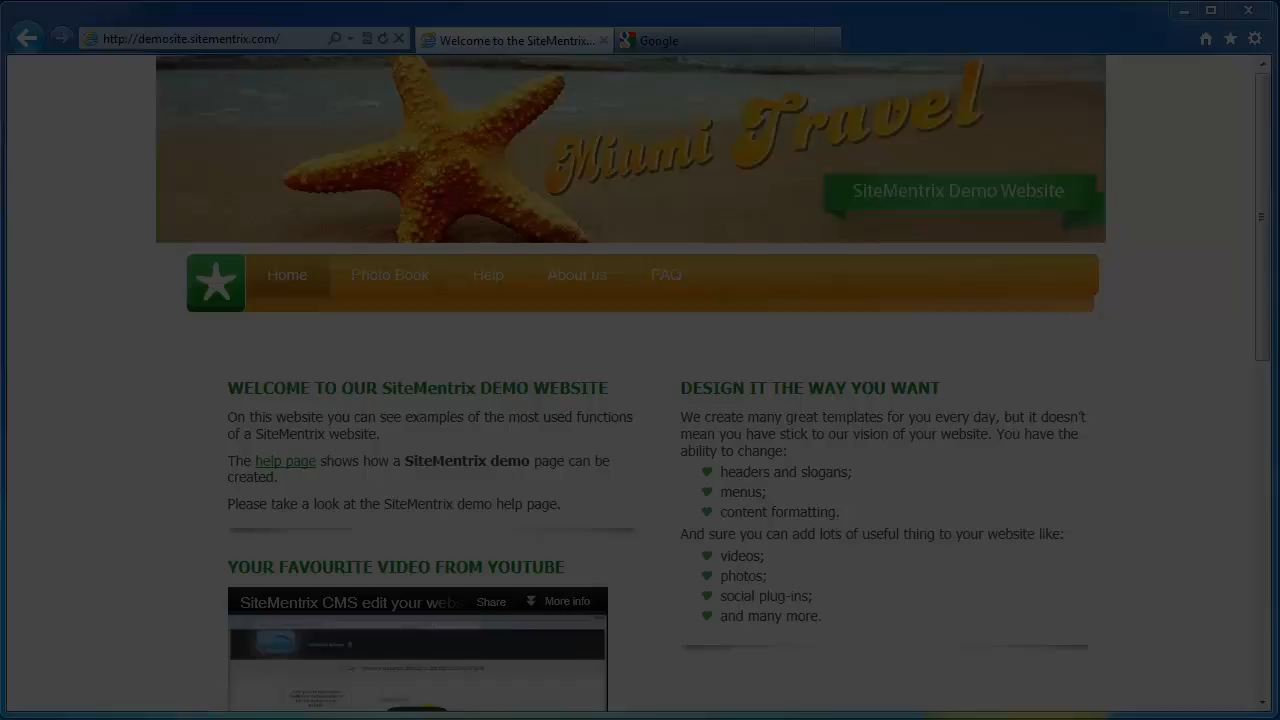 http://demosite.sitementrix.com/
Welcome to the SiteMentrix...
Google
Miami Travel
SiteMentrix Demo Website
Home
Photo Book
Help
About us
FAQ
WELCOME TO OUR SiteMentrix DEMO WEBSITE
On this website you can see examples of the most used functions
of a SiteMentrix website.
The help page shows how a SiteMentrix demo page can be
created.
Please take a look at the SiteMentrix demo help page.
YOUR FAVOURITE VIDEO FROM YOUTUBE
SiteMentrix CMS edit your webs
Share
More info
DESIGN IT THE WAY YOU WANT
We create many great templates for you every day, but it doesn't
mean you have stick to our vision of your website. You have the
ability to change:
headers and slogans;
menus;
content formatting.
And sure you can add lots of useful thing to your website like:
videos;
photos;
social plug-ins;
and many more.